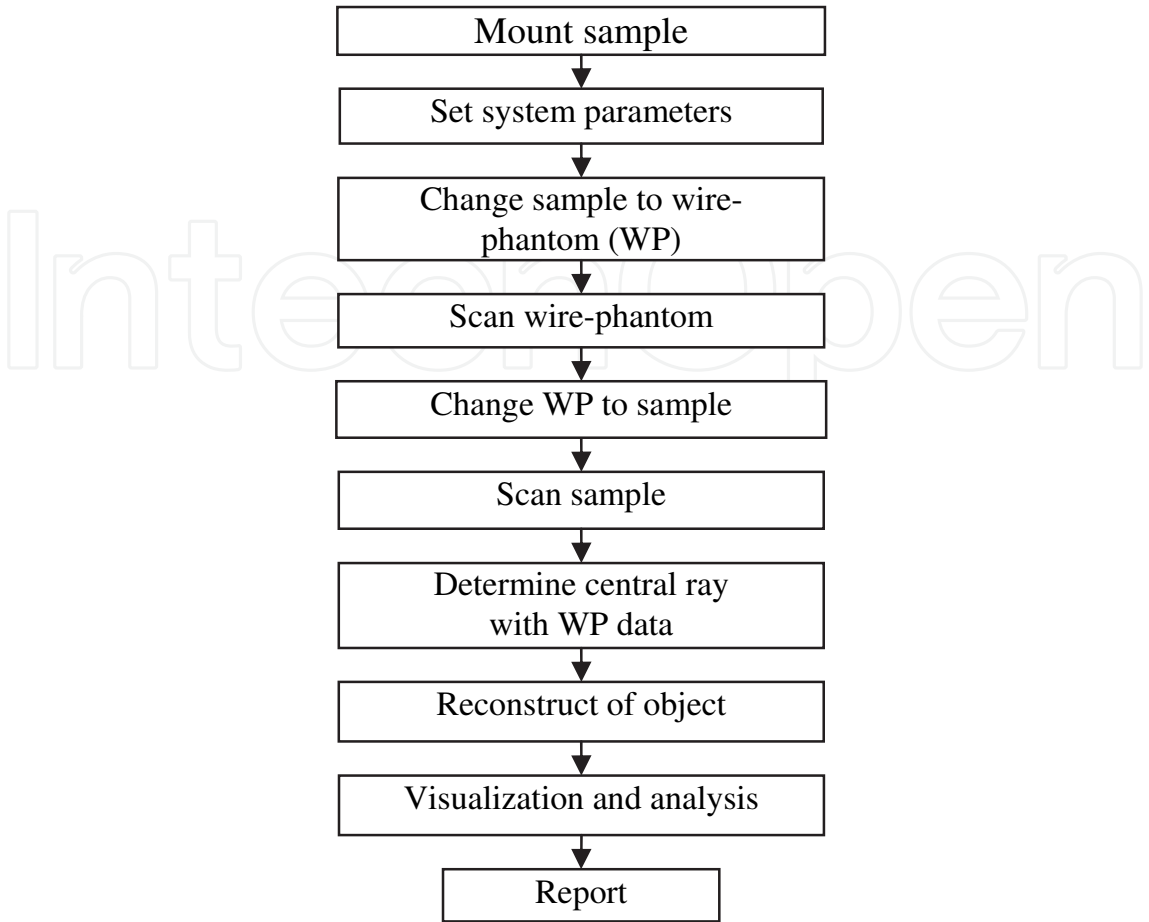 Mount sample
Set system parameters
Change sample to wire-
phantom (WP)
IntechOpen
Scan wire-phantom
Change WP to sample
Scan sample
Determine central ray
with WP data
Reconstruct of object
Visualization and analysis
Report